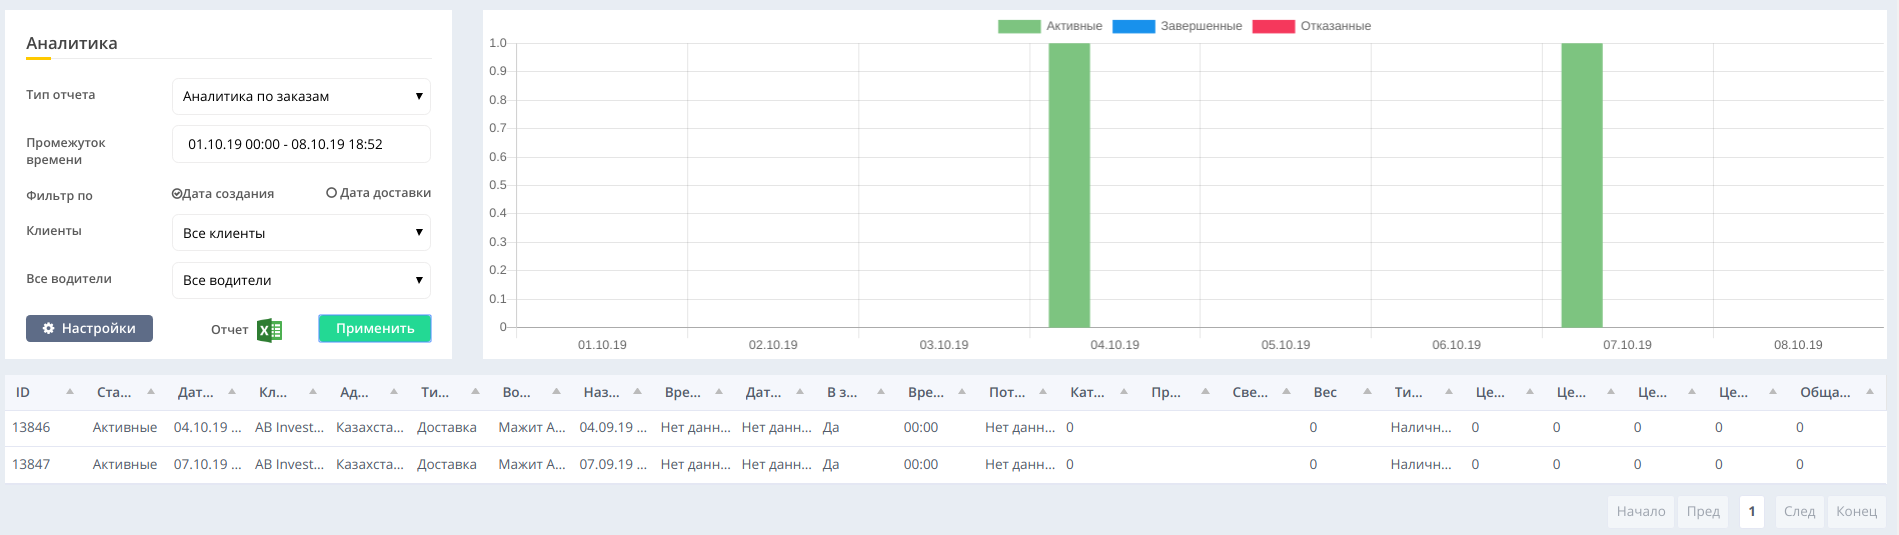 Аналитика
Тип отчета
Аналитика по заказам
Промежуток времени
01.10.19 00:00 - 08.10.19 18:52
Фильтр по
Дата создания
Дата доставки
Клиенты
Все клиенты
Все водители
Все водители
Настройки
Отчет
Применить
Активные Завершенные Отказанные
1.0
0.9
0.8
0.7
0.6
0.5
0.4
0.3
0.2
0.1
0
01.10.19 02.10.19 03.10.19 04.10.19 05.10.19 06.10.19 07.10.19 08.10.19
ID Ста... Дат... Кл... Ад... Ти... Во... Наз... Вре... Дат... В з... Вре... Пот... Кат... Пр... Све... Вес Ти... Це... Це... Це... Це... Обща...
13846 Активные 04.10.19 ... AB Invest... Казахста... Доставка Мажит А... 04.09.19 ... Нет данн... Нет данн... Да 00:00 Нет данн... 0 0 Наличн... 0 0 0 0 0
13847 Активные 07.10.19 ... AB Invest... Казахста... Доставка Мажит А... 07.09.19 ... Нет данн... Нет данн... Да 00:00 Нет данн... 0 0 Наличн... 0 0 0 0 0
Начало Пред 1 След Конец